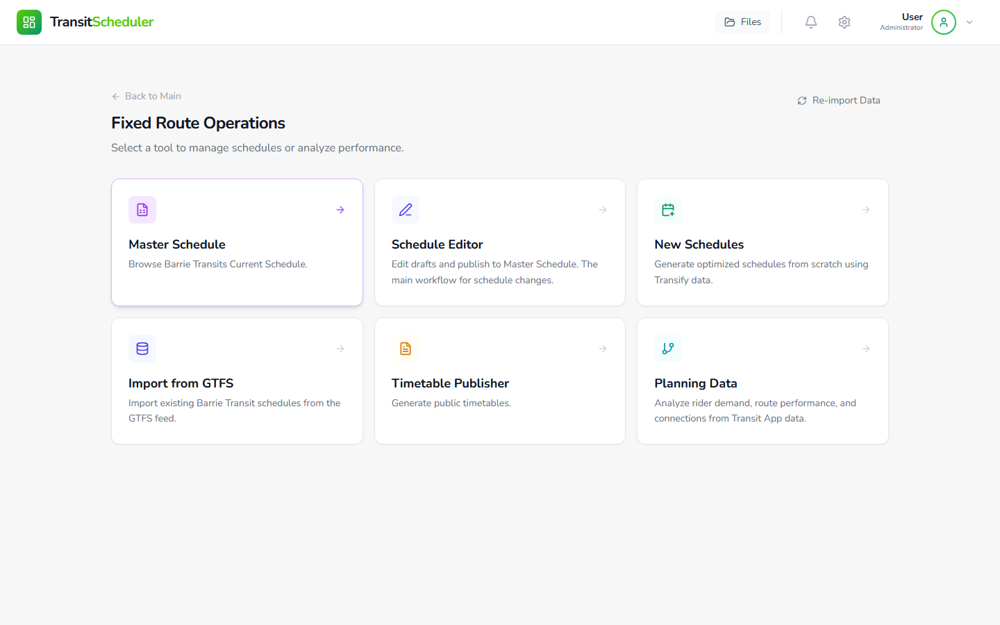 TransitScheduler
Files
User
Administrator
Back to Main
Re-import Data
Fixed Route Operations
Select a tool to manage schedules or analyze performance.
Master Schedule
Browse Barrie Transits Current Schedule.
Schedule Editor
Edit drafts and publish to Master Schedule. The
main workflow for schedule changes.
New Schedules
Generate optimized schedules from scratch using
Transify data.
Import from GTFS
Import existing Barrie Transit schedules from the
GTFS feed.
Timetable Publisher
Generate public timetables.
Planning Data
Analyze rider demand, route performance, and
connections from Transit App data.